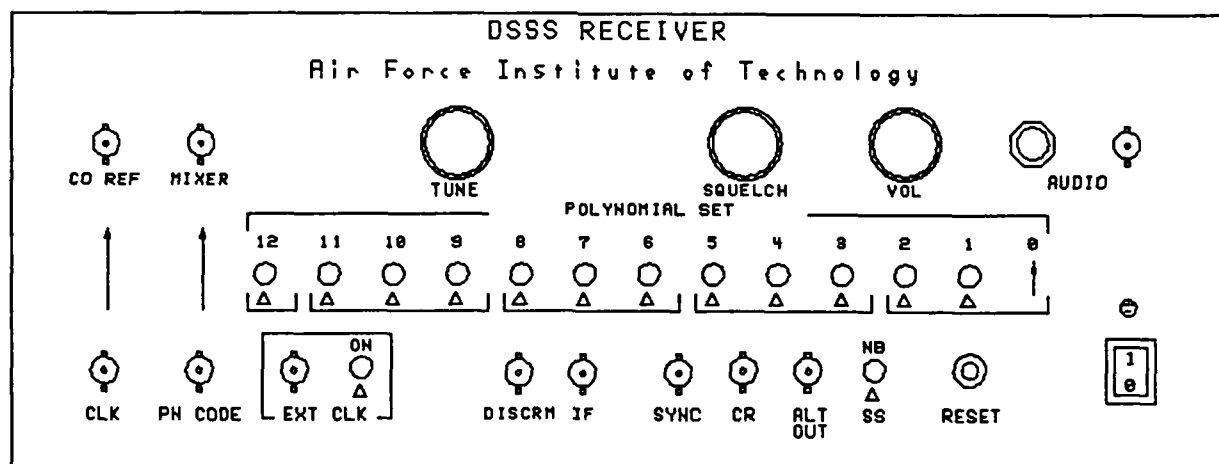 DSSS RECEIVER
Air Force Institute of Technology
CO REF MIXER TUNE SQUELCH VOL AUDIO
POLYNOMIAL SET
12 11 10 9 8 7 6 5 4 3 2 1 0
ON NB
1
0
CLK PN CODE EXT CLK DISCRM IF SYNC CR ALT OUT SS RESET